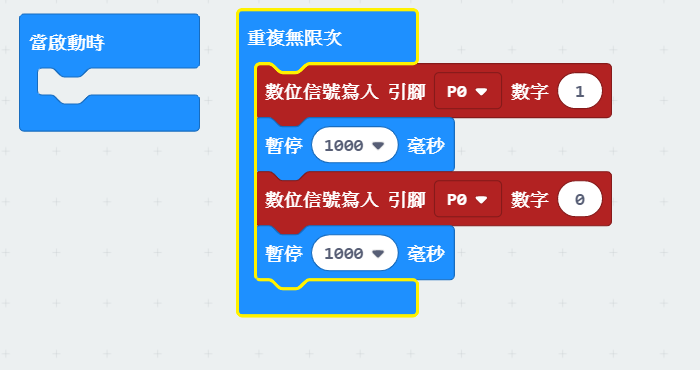 當啟動時
重複無限次
數位信號寫入 引腳 P0 數字 1
暫停 1000 毫秒
數位信號寫入 引腳 P0 數字 0
暫停 1000 毫秒